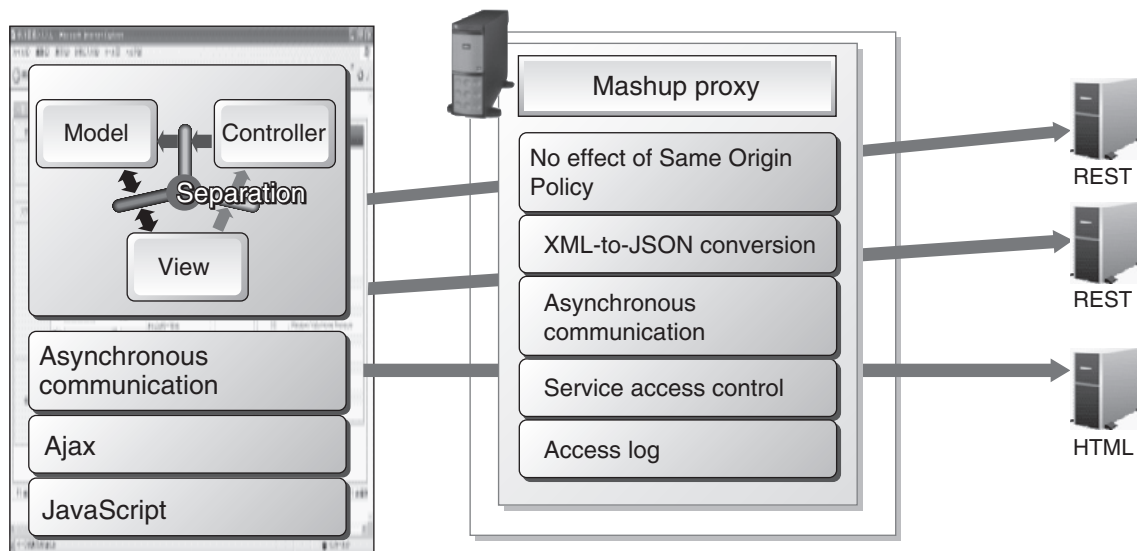 Model
Controller
Separation
View
Asynchronous
communication
Ajax
JavaScript
Mashup proxy
No effect of Same Origin
Policy
XML-to-JSON conversion
Asynchronous
communication
Service access control
Access log
REST
REST
HTML